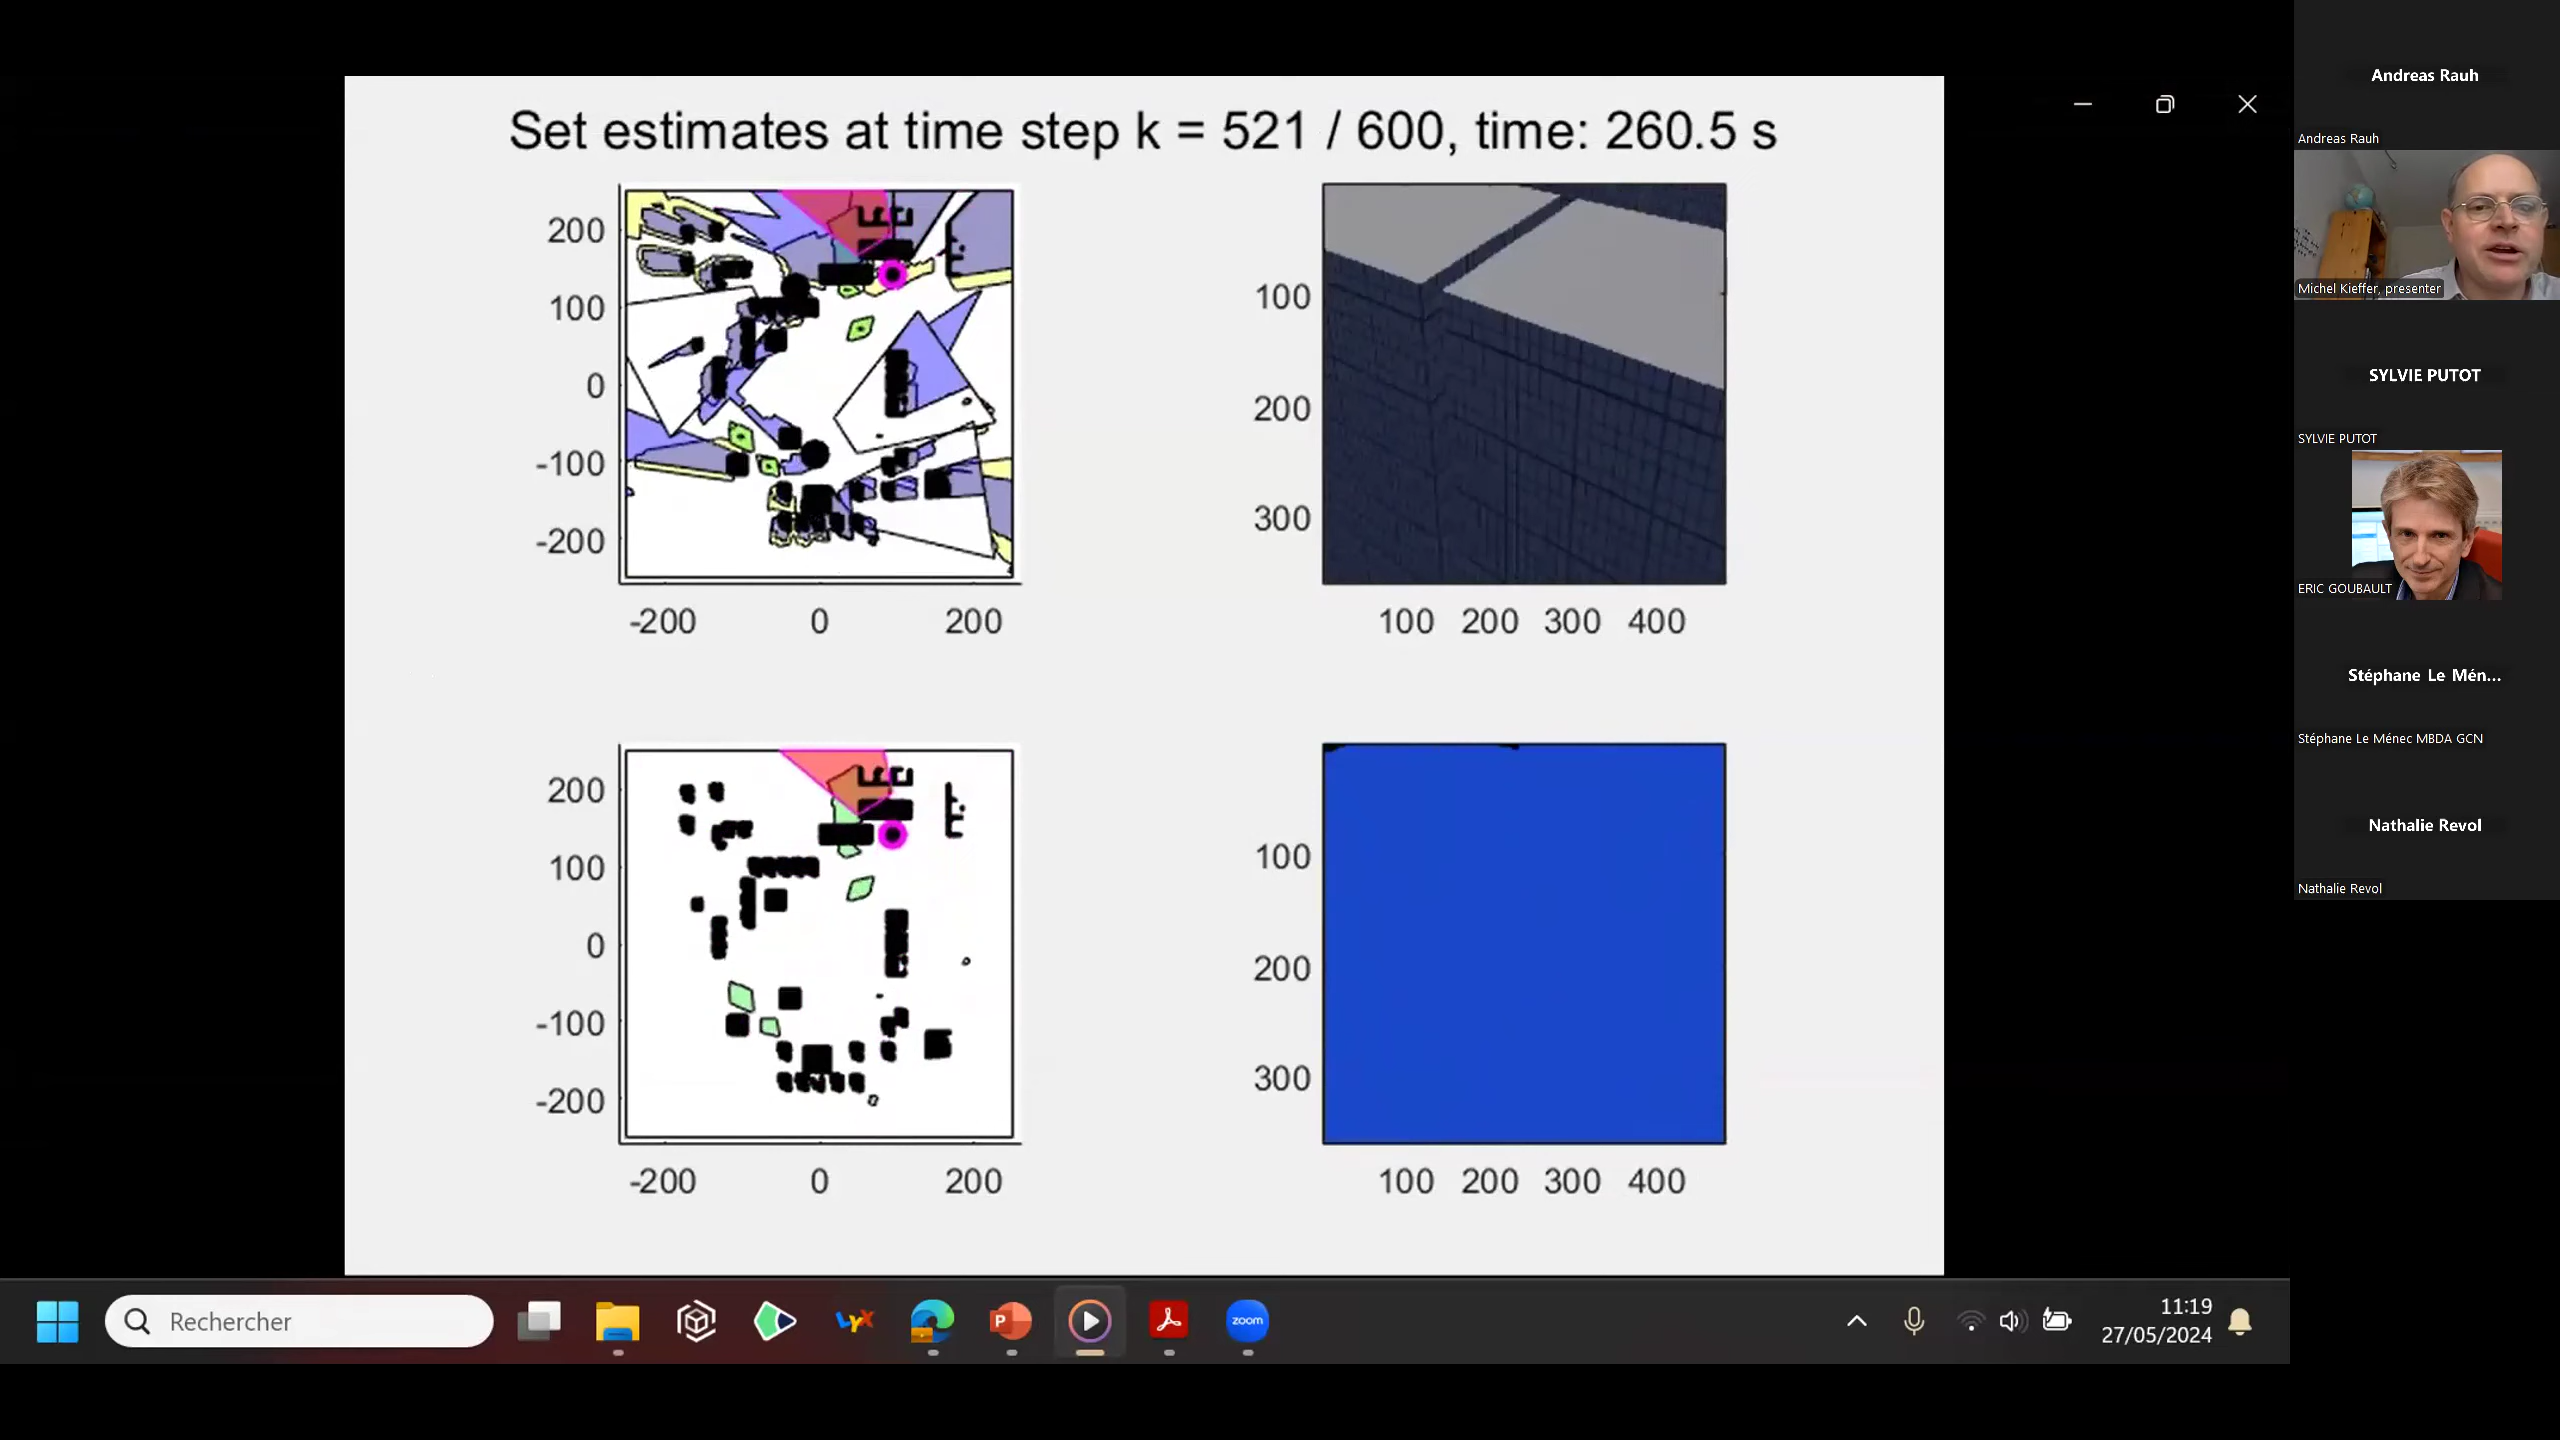 Set estimates at time step k = 521 / 600, time: 260.5 s
200
100
0
-100
-200
-200 0 200
100
200
300
100 200 300 400
200
100
0
-100
-200
-200 0 200
100
200
300
100 200 300 400
Andreas Rauh
Andreas Rauh
Michel Kieffer, presenter
SYLVIE PUTOT
SYLVIE PUTOT
ERIC GOUBAULT
Stéphane Le Mén...
Stéphane Le Ménec MBDA GCN
Nathalie Revol
Nathalie Revol
Rechercher
LyX
P
zoom
11:19
27/05/2024